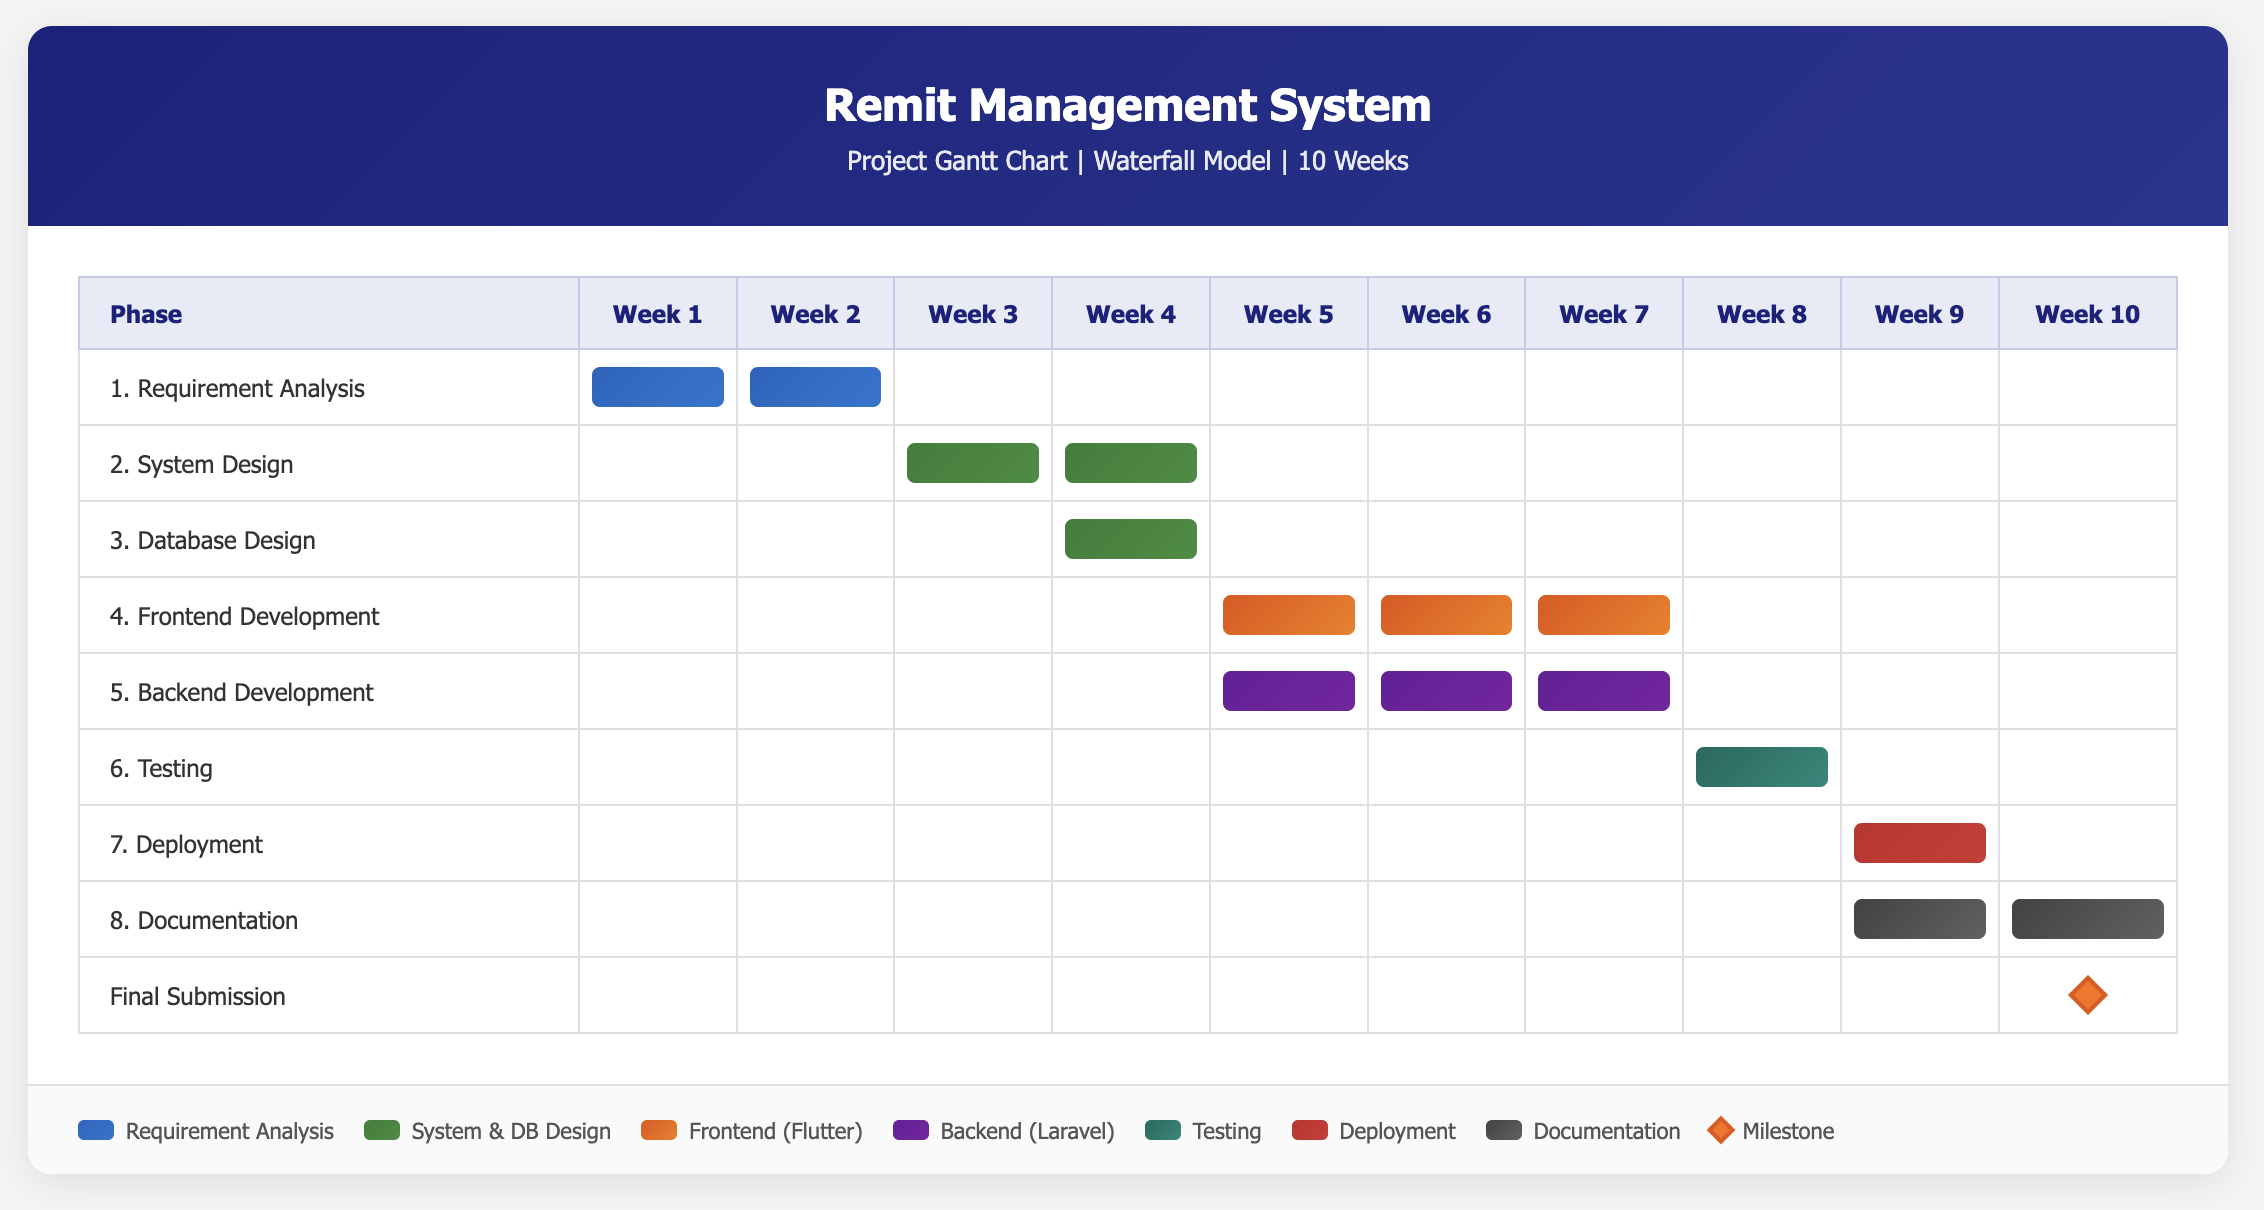 Remit Management System
Project Gantt Chart | Waterfall Model | 10 Weeks
Phase Week 1 Week 2 Week 3 Week 4 Week 5 Week 6 Week 7 Week 8 Week 9 Week 10
1. Requirement Analysis
2. System Design
3. Database Design
4. Frontend Development
5. Backend Development
6. Testing
7. Deployment
8. Documentation
Final Submission
Requirement Analysis System & DB Design Frontend (Flutter) Backend (Laravel) Testing Deployment Documentation Milestone